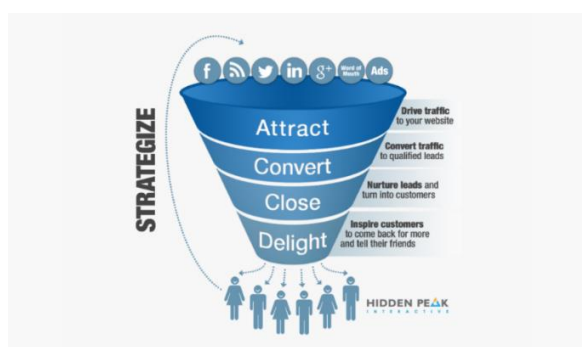 f in g+ Word of Mouth Ads
STRATEGIZE
Attract
Drive traffic
to your website
Convert
Convert traffic
to qualified leads
Close
Nurture leads and
turn into customers
Delight
Inspire customers
to come back for more
and tell their friends
HIDDEN PEAK
INTERACTIVE